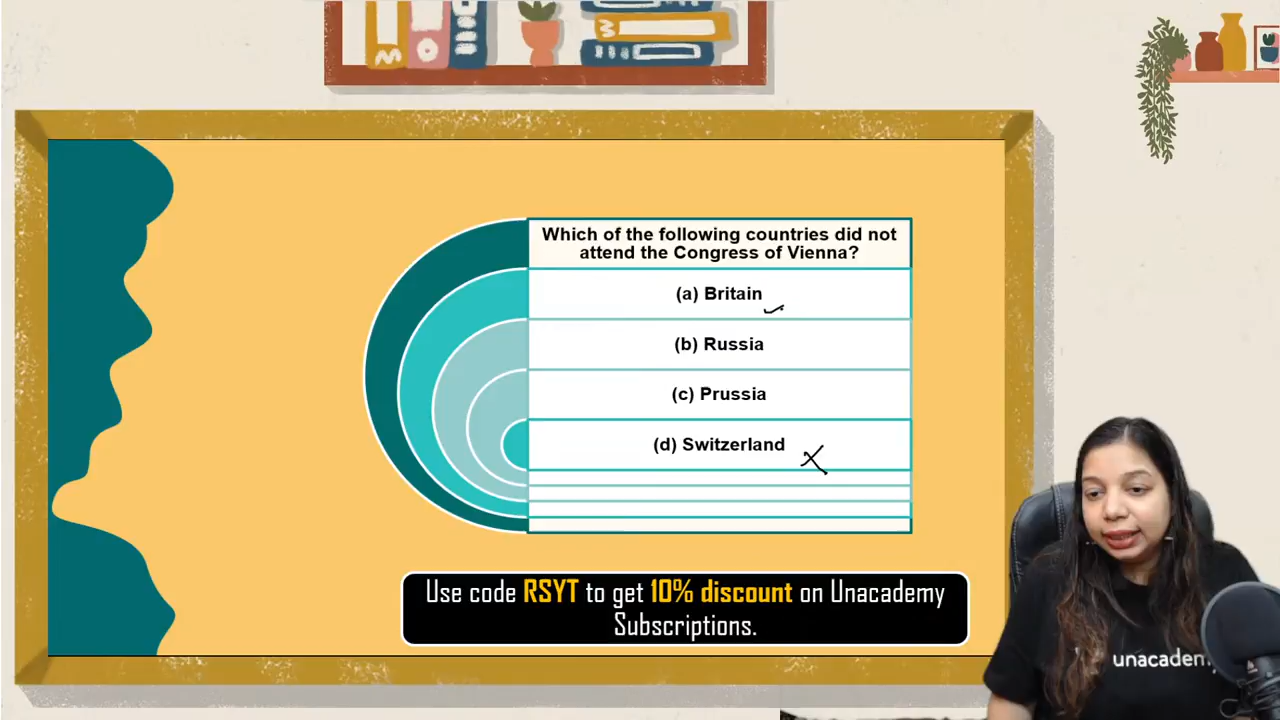 Which of the following countries did not
attend the Congress of Vienna?
(a) Britain
(b) Russia
(c) Prussia
(d) Switzerland
Use code RSYT to get 10% discount on Unacademy
Subscriptions.
unacademy